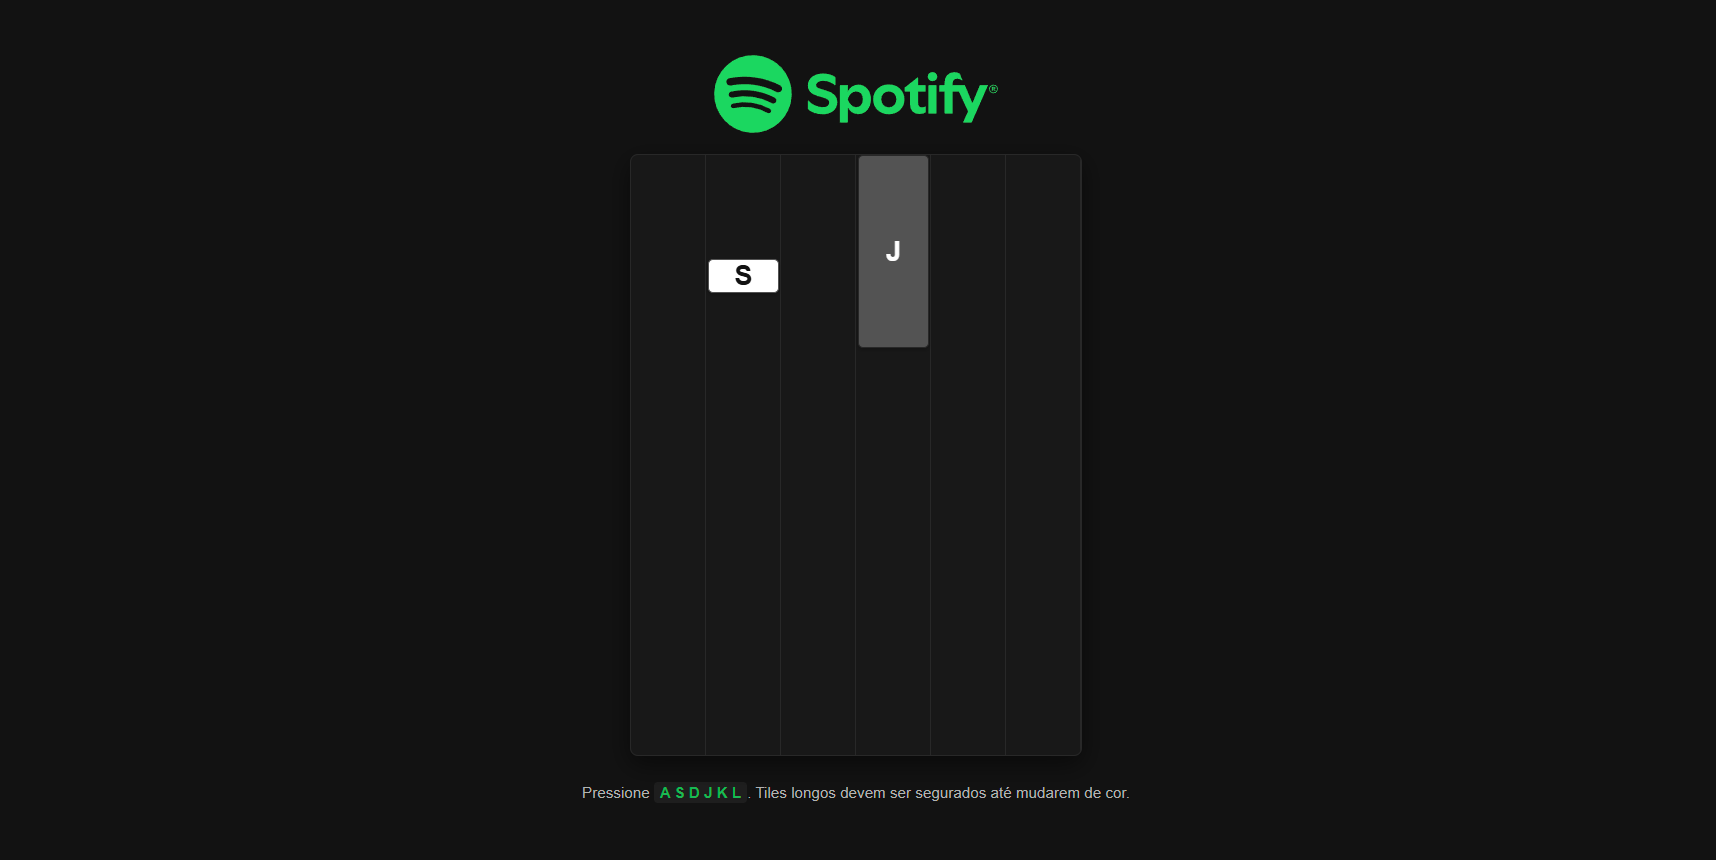 Spotify®
J
S
Pressione A S D J K L. Tiles longos devem ser segurados até mudarem de cor.